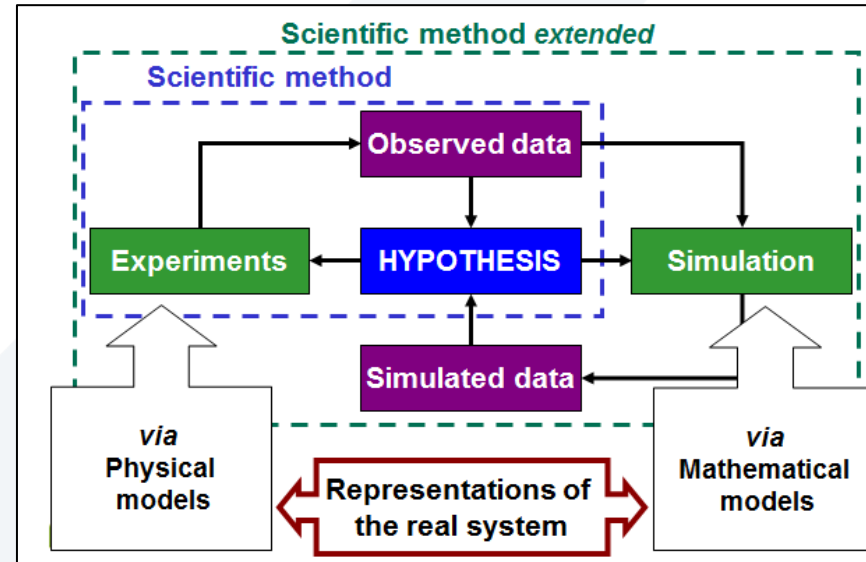 Scientific method extended
Scientific method
Observed data
Experiments
HYPOTHESIS
Simulation
Simulated data
via
Physical
models
Representations of
the real system
via
Mathematical
models